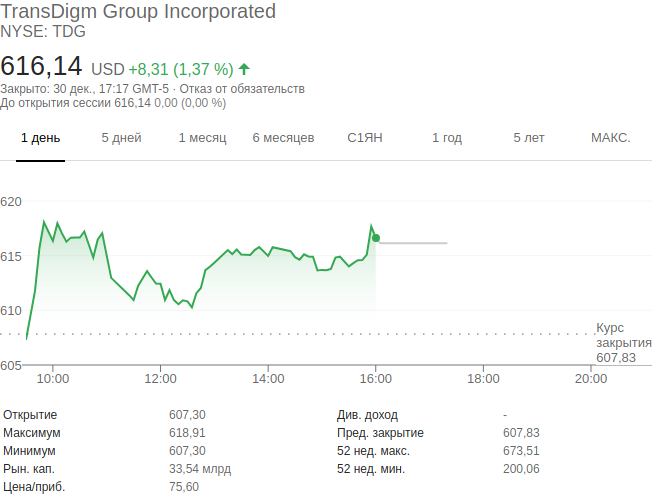 TransDigm Group Incorporated
NYSE: TDG
616,14 USD +8,31 (1,37 %)
Закрыто: 30 дек., 17:17 GMT-5 · Отказ от обязательств
До открытия сессии 616,14 0,00 (0,00 %)
1 день 5 дней 1 месяц 6 месяцев С1ЯН 1 год 5 лет МАКС.
620
615
610
605
Курс
закрытия
607,83
10:00 12:00 14:00 16:00 18:00 20:00
Открытие 607,30 Див. доход -
Максимум 618,91 Пред. закрытие 607,83
Минимум 607,30 52 нед. макс. 673,51
Рын. кап. 33,54 млрд 52 нед. мин. 200,06
Цена/приб. 75,60